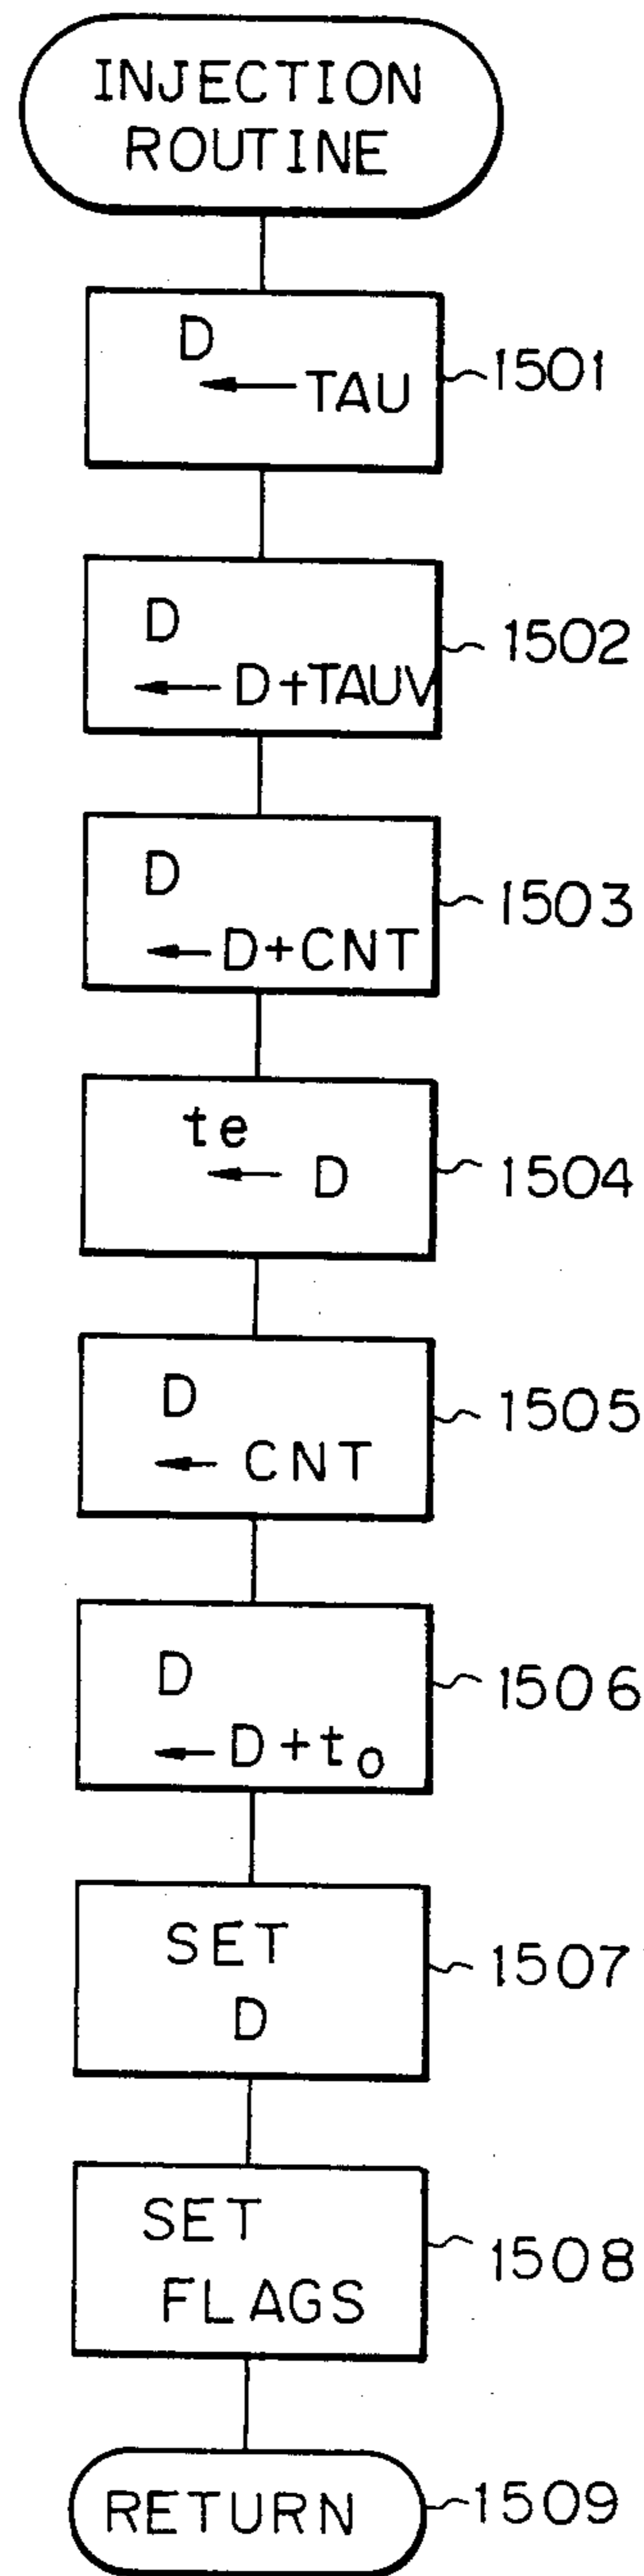 INJECTION
ROUTINE
D
← TAU
1501
D
← D+TAUV
1502
D
← D+CNT
1503
te
← D
1504
D
← CNT
1505
D
← D+t₀
1506
SET
D
1507
SET
FLAGS
1508
RETURN
1509